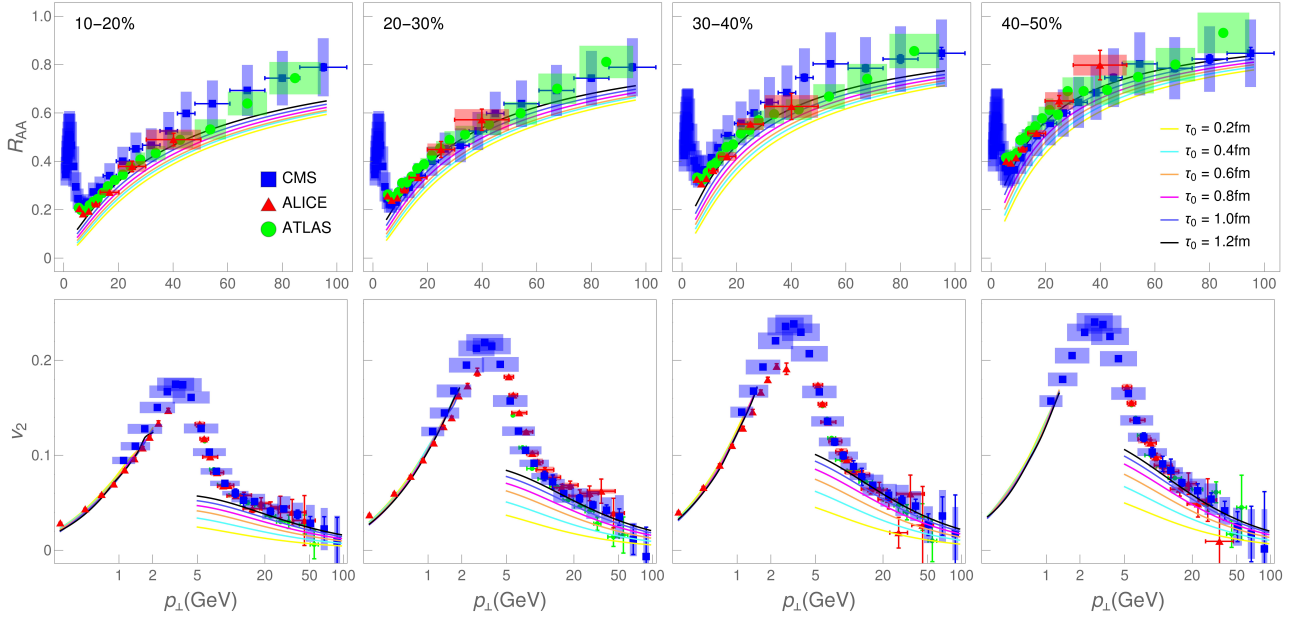 10−20%
20−30%
30−40%
40−50%
R_AA
1.0
0.8
0.6
0.4
0.2
0
CMS
ALICE
ATLAS
τ₀ = 0.2fm
τ₀ = 0.4fm
τ₀ = 0.6fm
τ₀ = 0.8fm
τ₀ = 1.0fm
τ₀ = 1.2fm
0 20 40 60 80 100
0 20 40 60 80 100
0 20 40 60 80 100
0 20 40 60 80 100
v₂
0.2
0.1
0
1 2 5 20 50 100
1 2 5 20 50 100
1 2 5 20 50 100
1 2 5 20 50 100
p⊥(GeV)
p⊥(GeV)
p⊥(GeV)
p⊥(GeV)